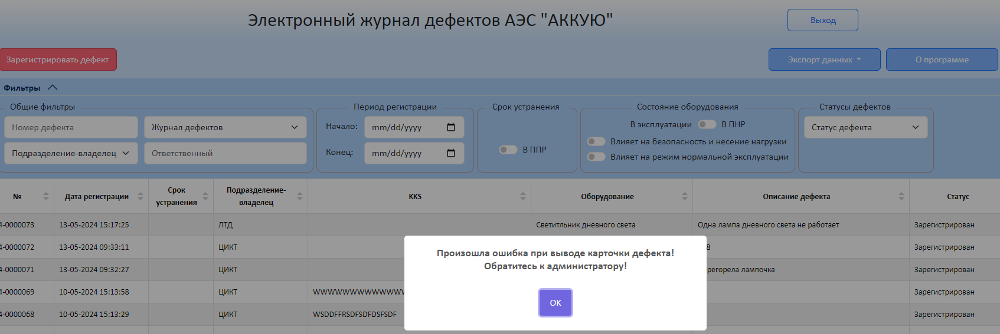 Электронный журнал дефектов АЭС "АККУЮ"
Выход
Зарегистрировать дефект
Экспорт данных
О программе
Фильтры
Общие фильтры
Период регистрации
Срок устранения
Состояние оборудования
Статусы дефектов
Номер дефекта
Журнал дефектов
Начало:
mm/dd/yyyy
В эксплуатации
В ПНР
Статус дефекта
Подразделение-владелец
Ответственный
Конец:
mm/dd/yyyy
В ППР
Влияет на безопасность и несение нагрузки
Влияет на режим нормальной эксплуатации
№
Дата регистрации
Срок
устранения
Подразделение-
владелец
KKS
Оборудование
Описание дефекта
Статус
4-0000073 13-05-2024 15:17:25 ЛТД Светитльник дневного света Одна лампа дневного света не работает Зарегистрирован
4-0000072 13-05-2024 09:33:11 ЦИКТ 8 Зарегистрирован
4-0000071 13-05-2024 09:32:27 ЦИКТ регорела лампочка Зарегистрирован
4-0000069 10-05-2024 15:13:58 ЦИКТ Зарегистрирован
4-0000068 10-05-2024 15:13:29 ЦИКТ WSDDFFRSDFSDFDSFSDF Зарегистрирован
Произошла ошибка при выводе карточки дефекта!
Обратитесь к администратору!
OK